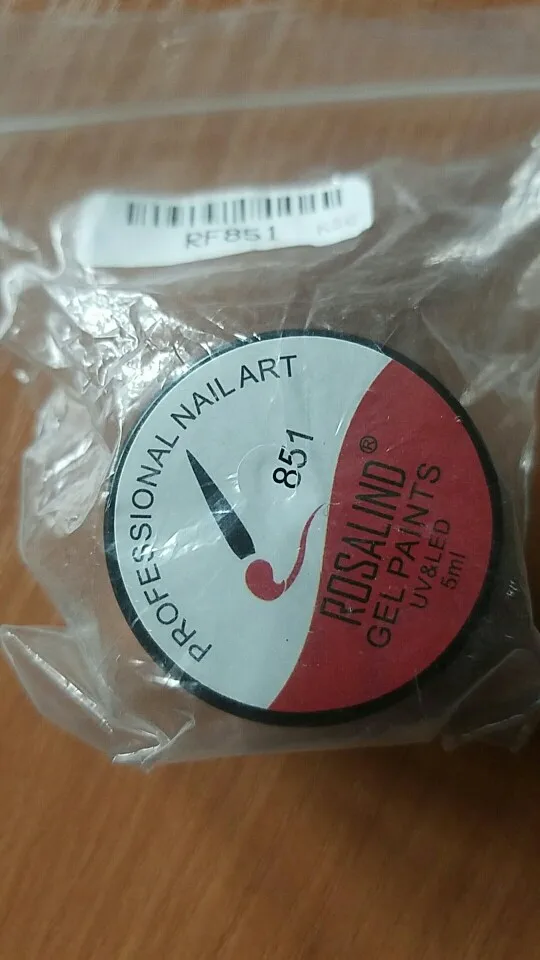 RF851
PROFESSIONAL NAIL ART
851
ROSALIND®
GEL PAINTS
UV&LED
5ml